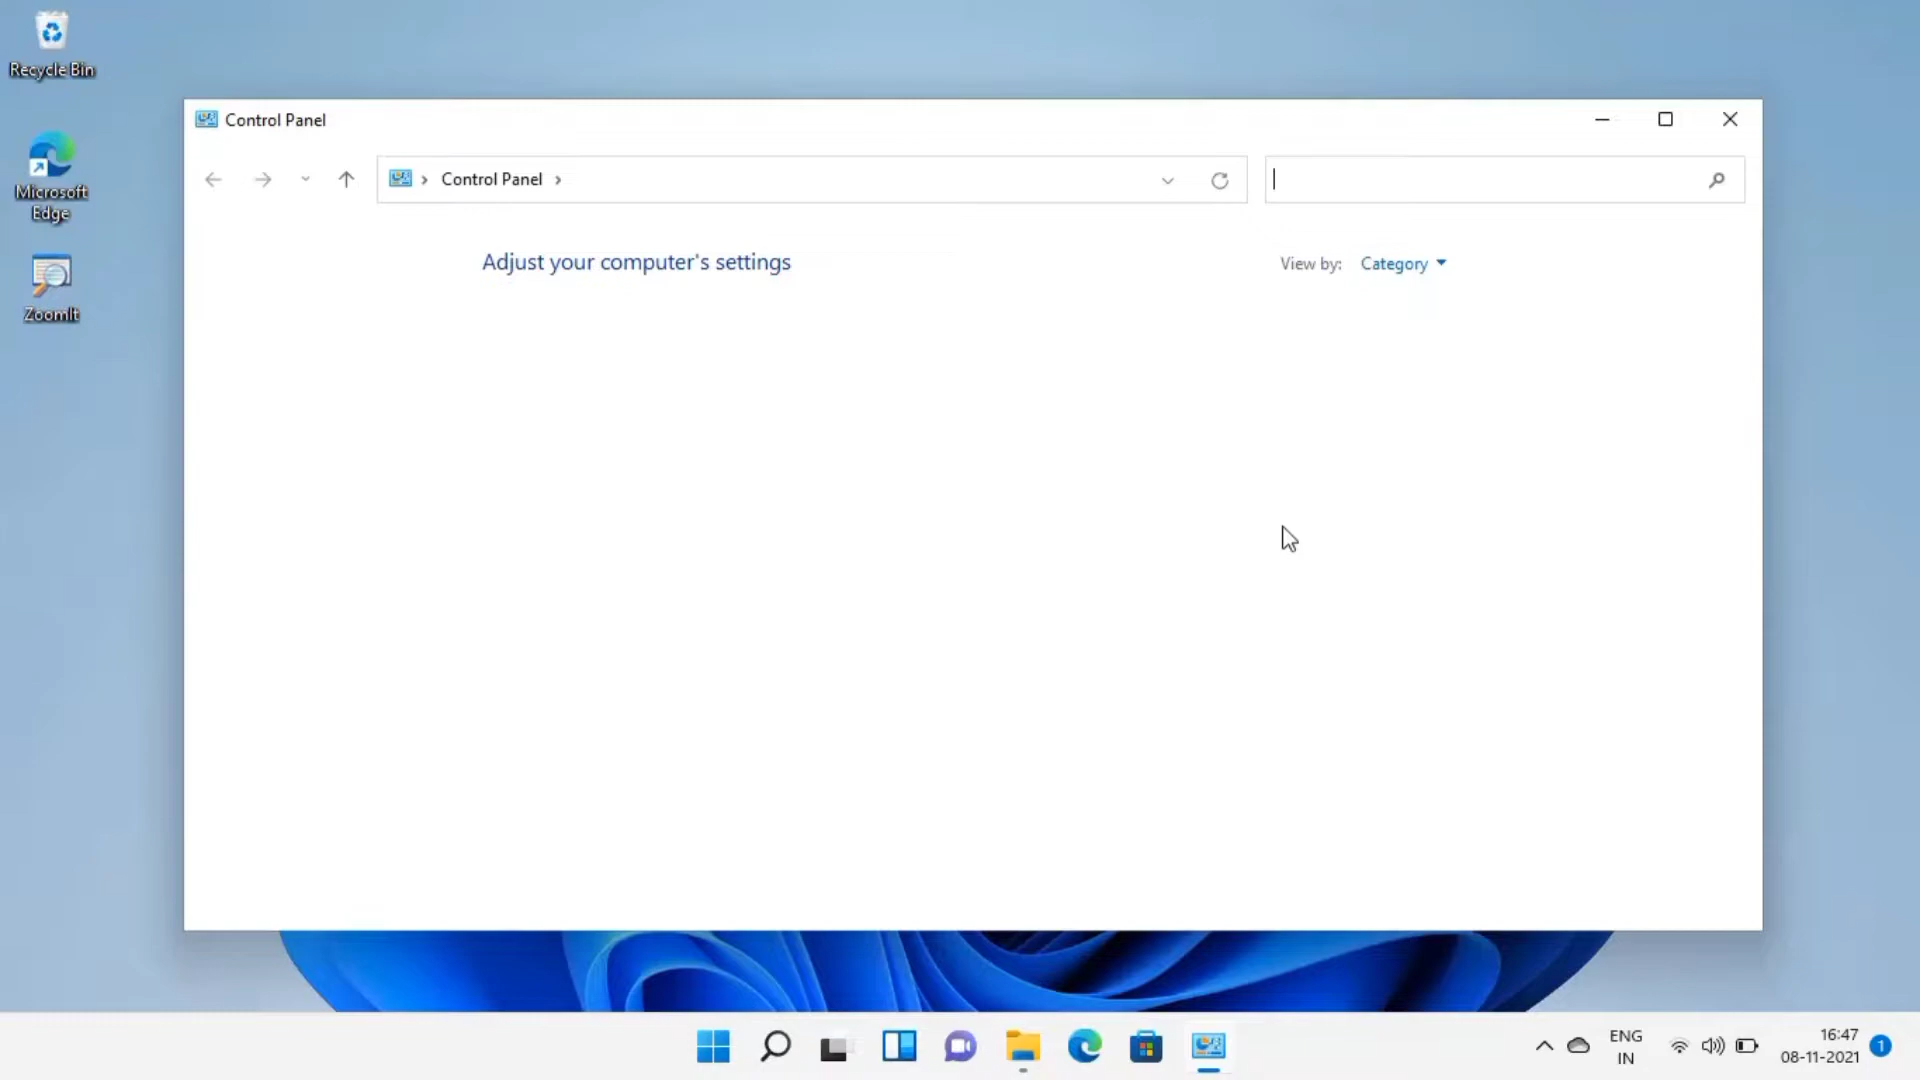 Recycle Bin
Microsoft
Edge
ZoomIt
Control Panel
Control Panel
Adjust your computer's settings
View by: Category
ENG
IN
16:47
08-11-2021
1